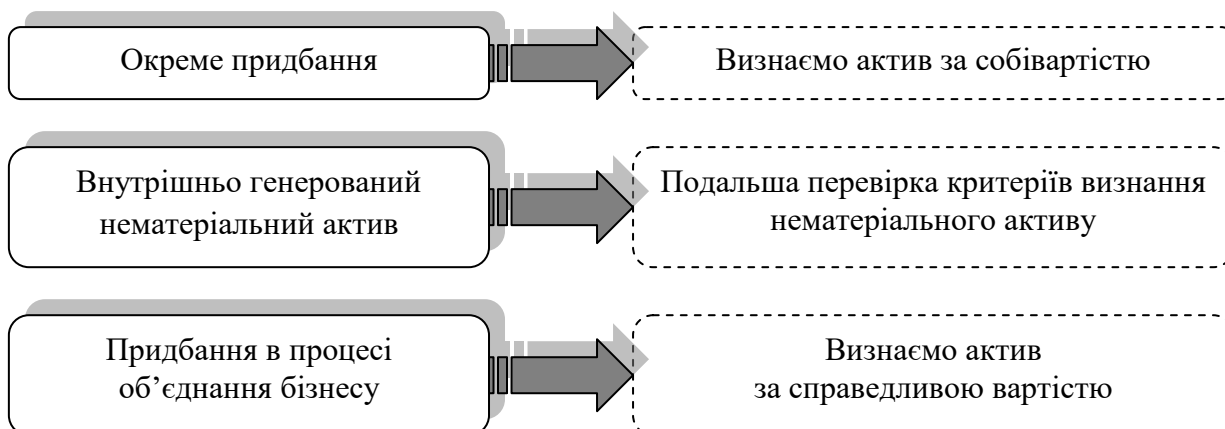 Окреме придбання
Визнаємо актив за собівартістю
Внутрішньо генерований
нематеріальний актив
Подальша перевірка критеріїв визнання
нематеріального активу
Придбання в процесі
об’єднання бізнесу
Визнаємо актив
за справедливою вартістю